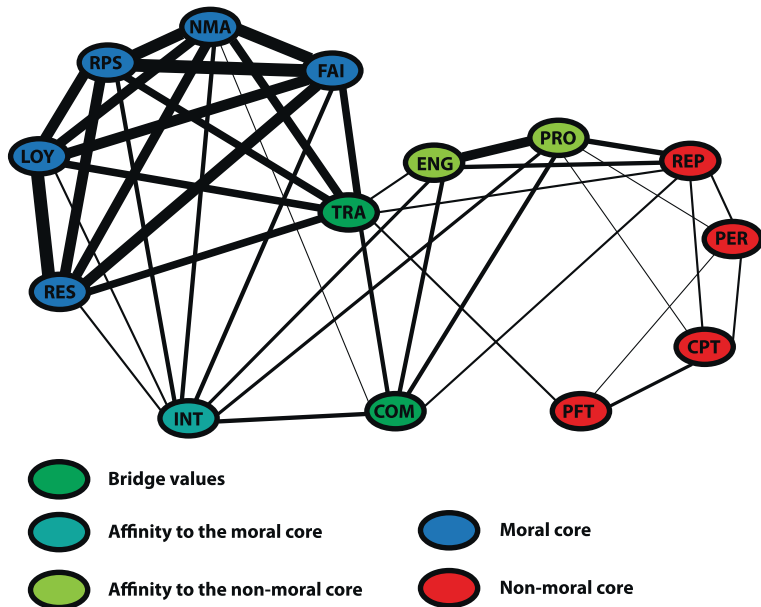 NMA
RPS
FAI
LOY
PRO
ENG
REP
TRA
PER
RES
CPT
INT
COM
PFT
Bridge values
Affinity to the moral core
Moral core
Affinity to the non-moral core
Non-moral core